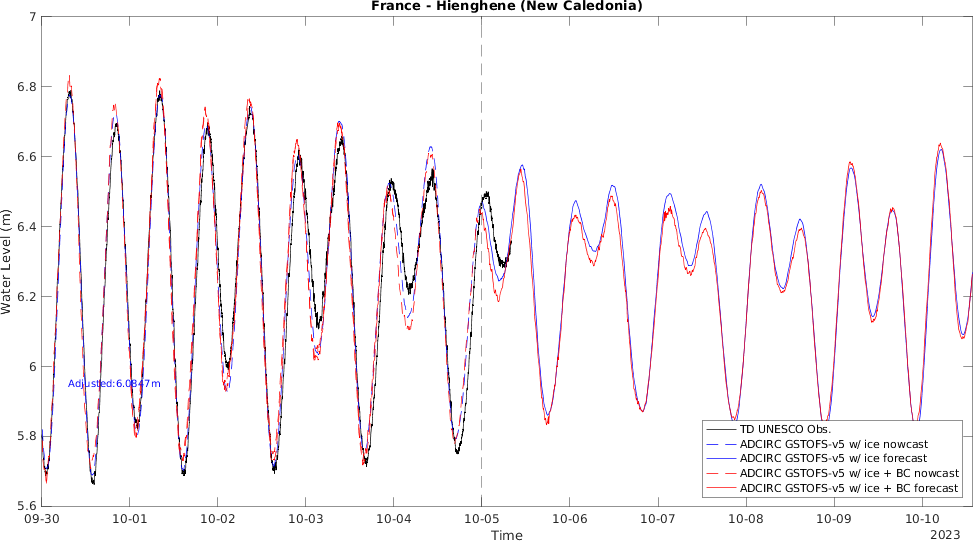 France - Hienghene (New Caledonia)
7
6.8
6.6
6.4
6.2
6
5.8
5.6
Water Level (m)
Adjusted:6.0847m
TD UNESCO Obs.
ADCIRC GSTOFS-v5 w/ ice nowcast
ADCIRC GSTOFS-v5 w/ ice forecast
ADCIRC GSTOFS-v5 w/ ice + BC nowcast
ADCIRC GSTOFS-v5 w/ ice + BC forecast
09-30 10-01 10-02 10-03 10-04 10-05 10-06 10-07 10-08 10-09 10-10
Time
2023